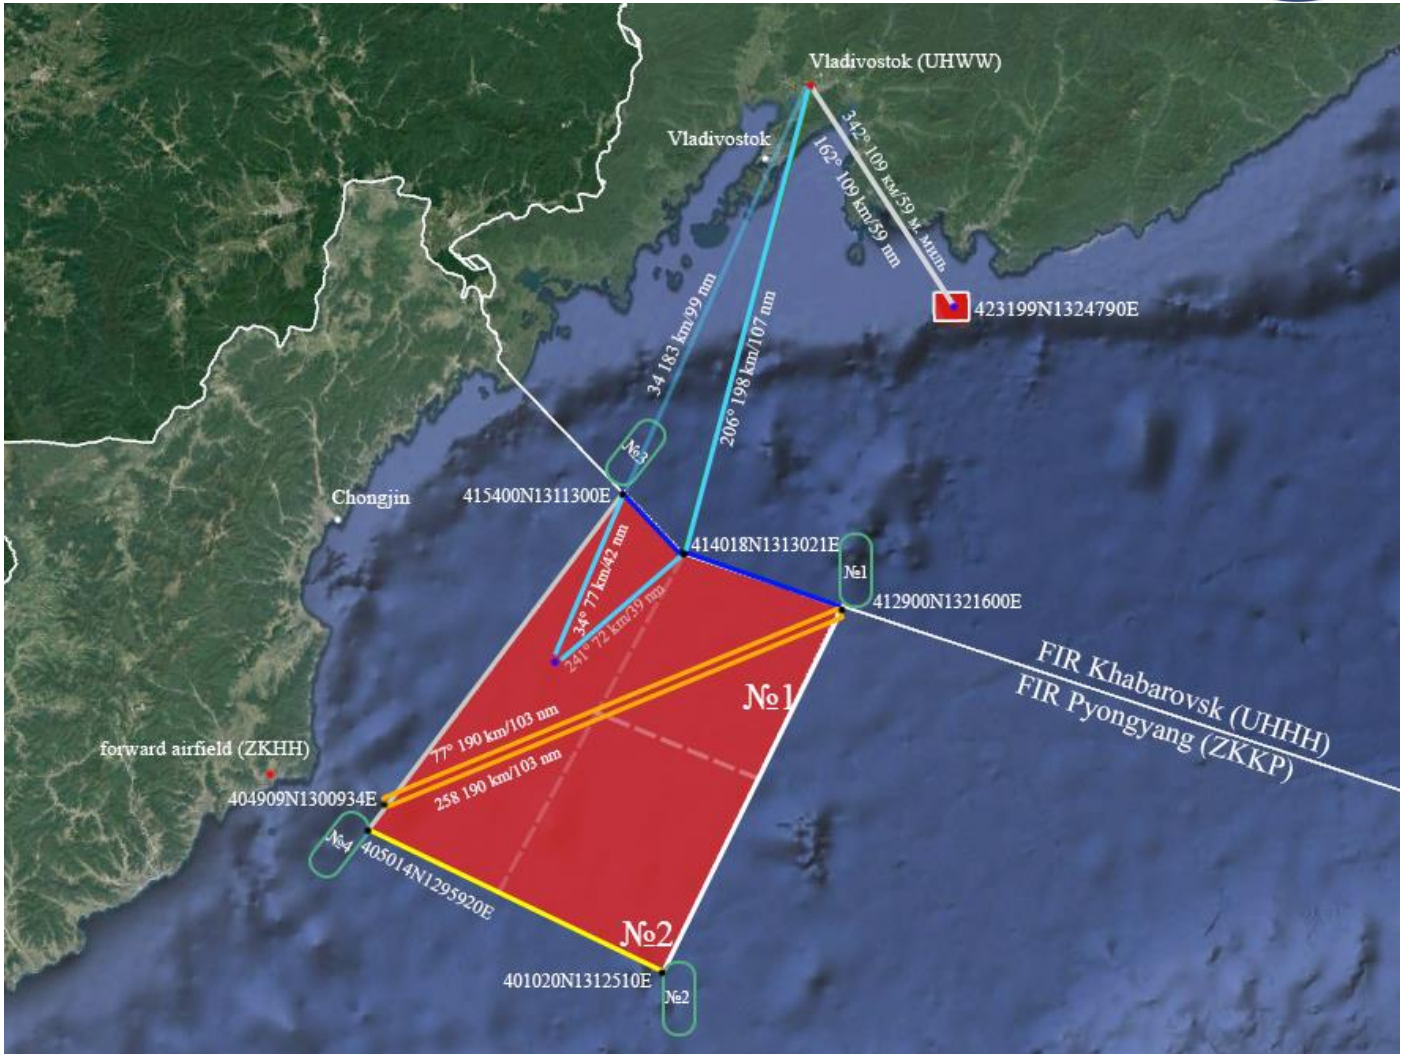 Vladivostok (UHWW)
Vladivostok
342° 109 км/59 м. миль
162° 109 km/59 nm
423199N1324790E
34 183 km/99 nm
206° 198 km/107 nm
№3
415400N1311300E
Chongjin
414018N1313021E
№1
412900N1321600E
34° 77 km/42 nm
241° 72 km/39 nm
FIR Khabarovsk (UHHH)
FIR Pyongyang (ZKKP)
№1
77° 190 km/103 nm
258 190 km/103 nm
forward airfield (ZKHH)
404909N1300934E
№4
405014N1295920E
№2
401020N1312510E
№2